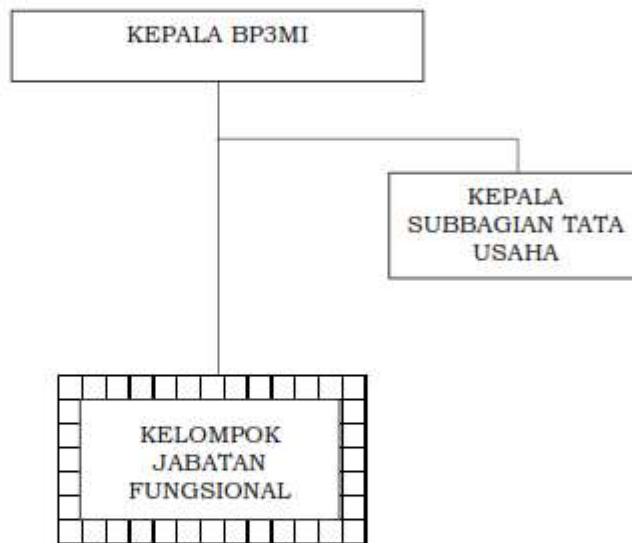 KEPALA BP3MI
KEPALA
SUBBAGIAN TATA
USAHA
KELOMPOK
JABATAN
FUNGSIONAL